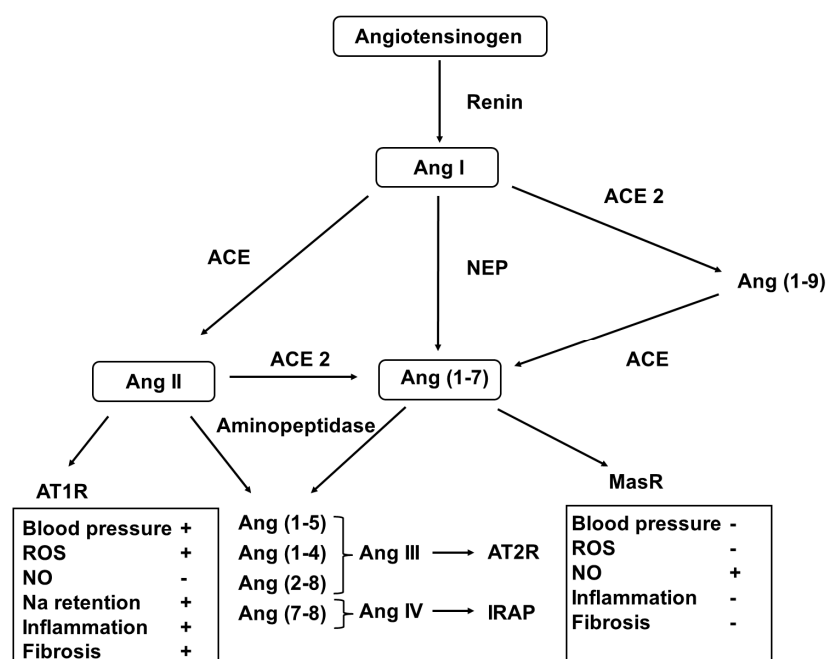 Angiotensinogen
Renin
Ang I
ACE 2
ACE
NEP
Ang (1-9)
ACE 2
ACE
Ang II
Ang (1-7)
Aminopeptidase
AT1R
MasR
Blood pressure +
ROS +
NO -
Na retention +
Inflammation +
Fibrosis +
Ang (1-5)
Ang (1-4)
Ang (2-8)
Ang (7-8)
Ang III
AT2R
Ang IV
IRAP
Blood pressure -
ROS -
NO +
Inflammation -
Fibrosis -